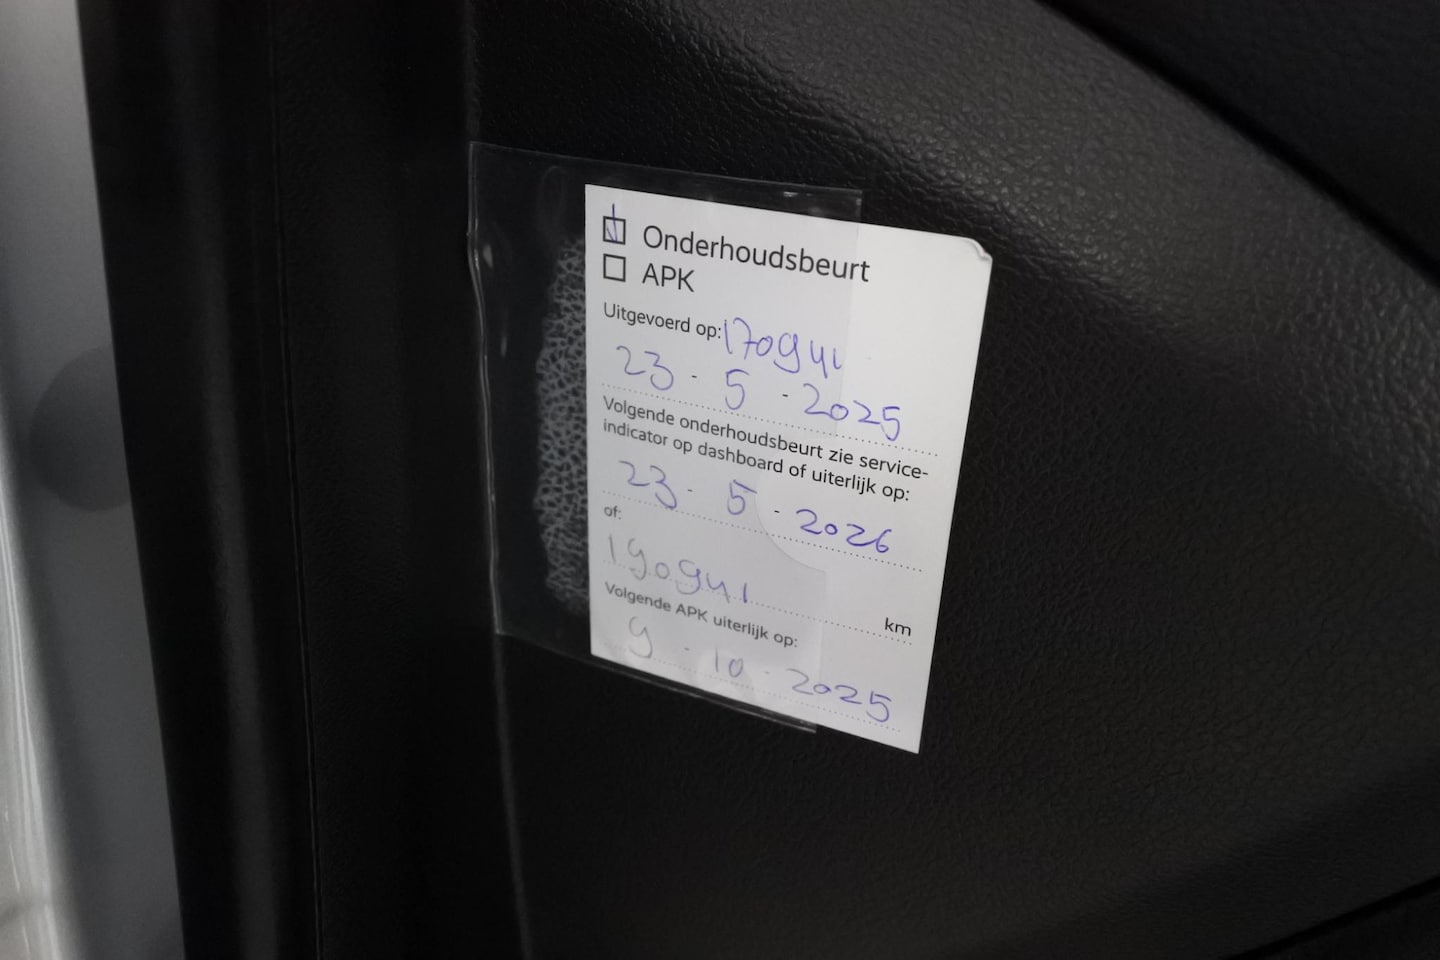 Onderhoudsbeurt
APK
Uitgevoerd op: 170941
23 - 5 - 2025
Volgende onderhoudsbeurt zie service-
indicator op dashboard of uiterlijk op:
23 - 5 - 2026
of:
190941 km
Volgende APK uiterlijk op:
9 - 10 - 2025